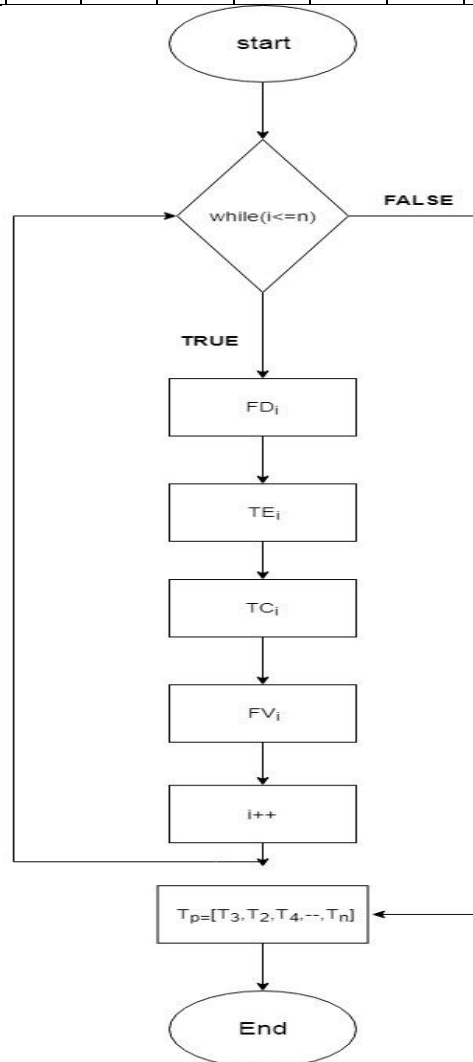 start
while(i<=n)
FALSE
TRUE
FDᵢ
TEᵢ
TCᵢ
FVᵢ
i++
Tₚ=[T₃,T₂,T₄,--,Tₙ]
End